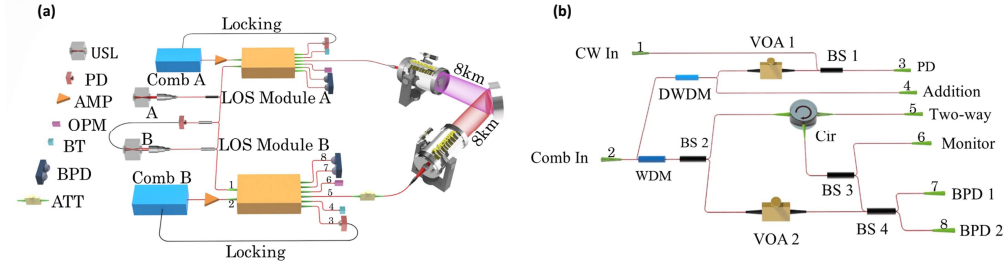 (a)
Locking
USL
PD
AMP
OPM
BT
BPD
ATT
Comb A
A
B
LOS Module A
LOS Module B
Comb B
1
2
8
7
6
5
4
3
Locking
8km
8km
(b)
CW In
1
VOA 1
BS 1
3
PD
DWDM
4
Addition
5
Two-way
Cir
6
Monitor
Comb In
2
WDM
BS 2
BS 3
7
BPD 1
VOA 2
BS 4
8
BPD 2